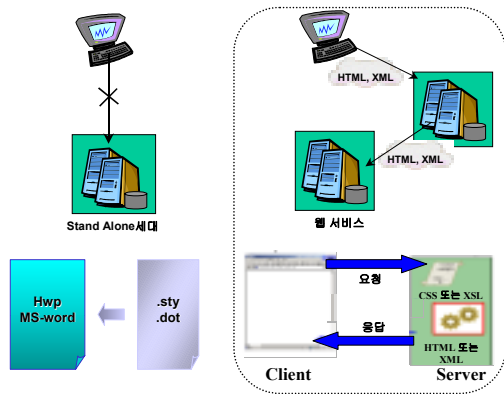 HTML, XML
HTML, XML
Stand Alone세대
웹 서비스
Hwp
MS-word
.sty
.dot
요청
CSS 또는 XSL
응답
HTML 또는
XML
Client
Server